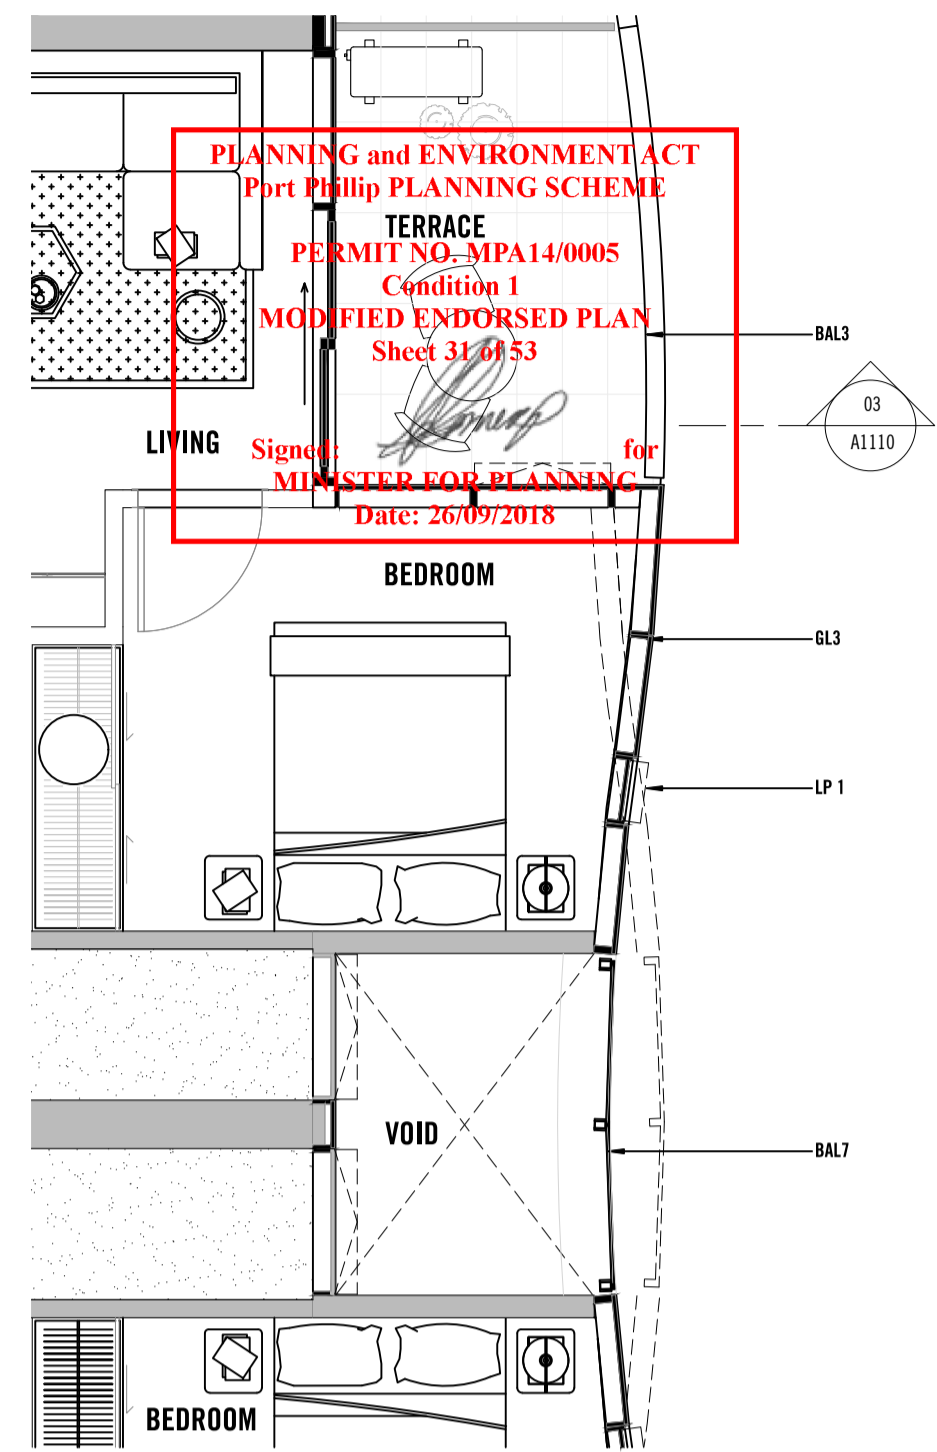 PLANNING and ENVIRONMENT ACT
Port Phillip PLANNING SCHEME
TERRACE
PERMIT NO. MPA14/0005
Condition 1
MODIFIED ENDORSED PLAN
Sheet 31 of 53
BAL3
03
A1110
LIVING
Signed: for
MINISTER FOR PLANNING
Date: 26/09/2018
BEDROOM
GL3
LP 1
VOID
BAL7
BEDROOM